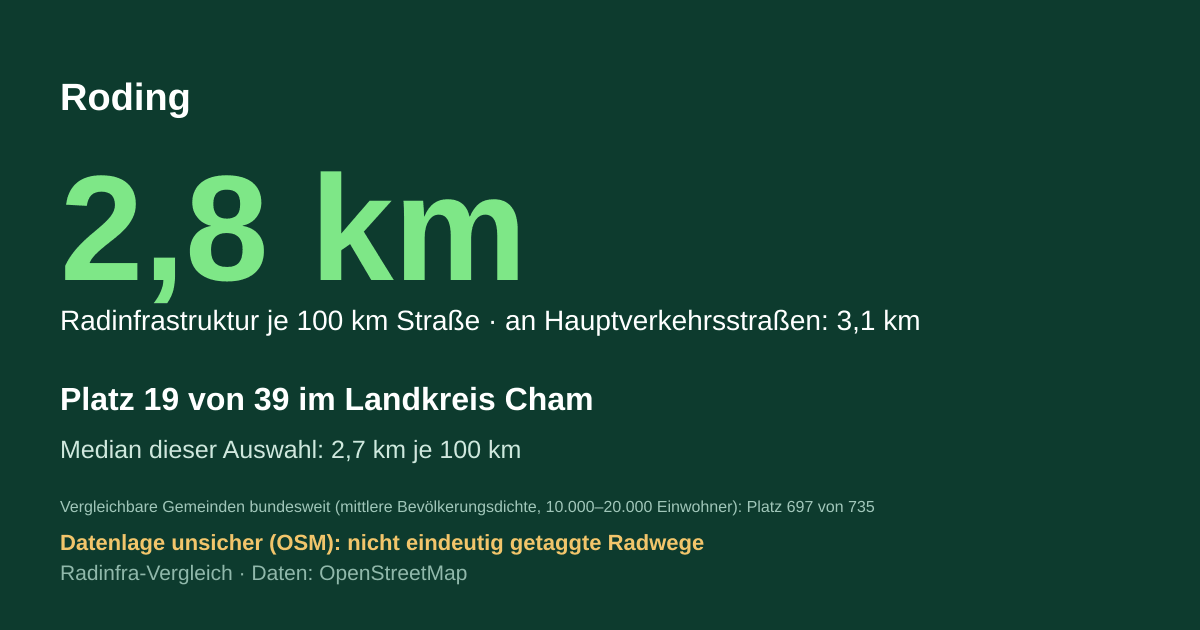 Roding
2,8 km
Radinfrastruktur je 100 km Straße · an Hauptverkehrsstraßen: 3,1 km
Platz 19 von 39 im Landkreis Cham
Median dieser Auswahl: 2,7 km je 100 km
Vergleichbare Gemeinden bundesweit (mittlere Bevölkerungsdichte, 10.000–20.000 Einwohner): Platz 697 von 735
Datenlage unsicher (OSM): nicht eindeutig getaggte Radwege
Radinfra-Vergleich · Daten: OpenStreetMap